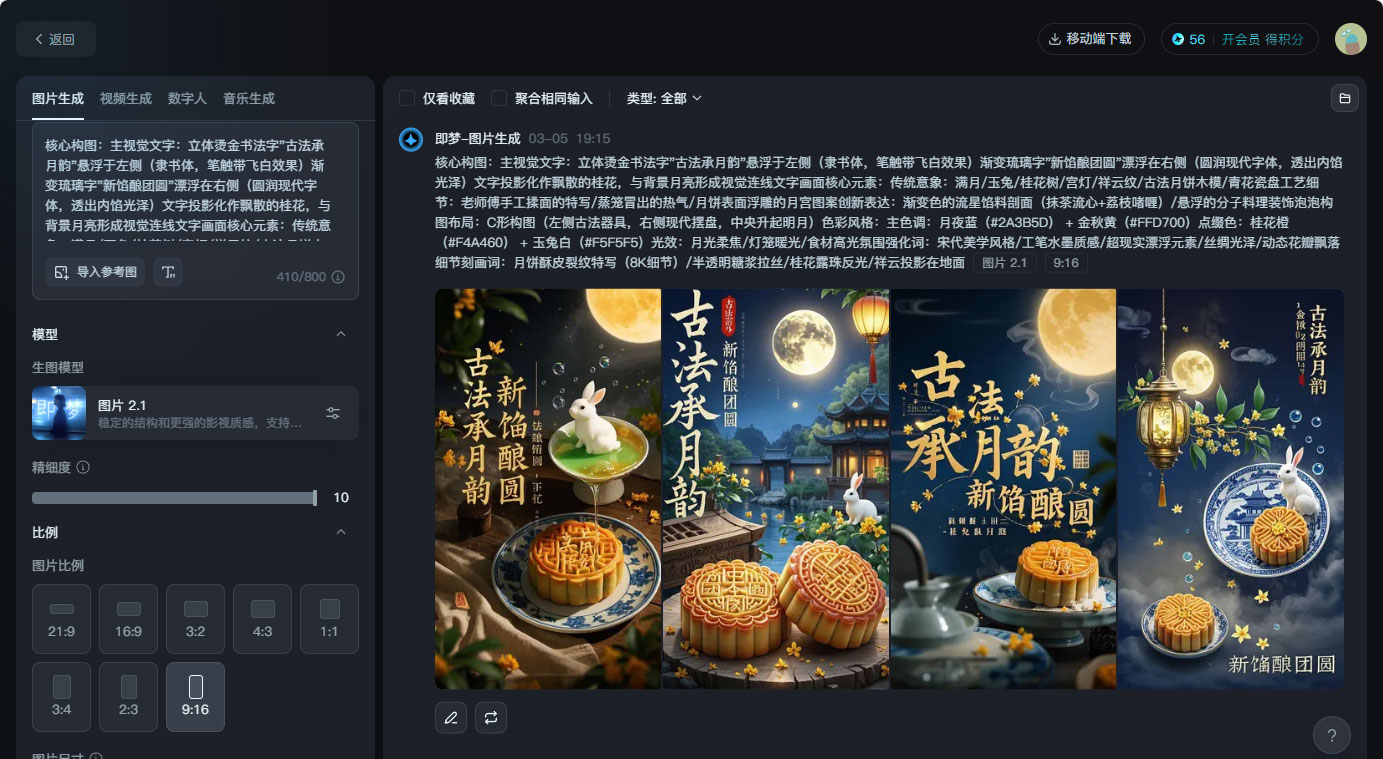 返回
移动端下载
56
开会员 得积分
图片生成 视频生成 数字人 音乐生成
核心构图：主视觉文字：立体烫金书法字"古法承
月韵"悬浮于左侧（隶书体，笔触带飞白效果）渐
变琉璃字"新馅酿团圆"漂浮在右侧（圆润现代字
体，透出内馅光泽）文字投影化作飘散的桂花，与
背景月亮形成视觉连线文字画面核心元素：传统意
导入参考图
410/800
模型
生图模型
图片 2.1
稳定的结构和更强的影视质感，支持...
精细度
10
比例
图片比例
21:9
16:9
3:2
4:3
1:1
3:4
2:3
9:16
图片尺寸
仅看收藏
聚合相同输入
类型: 全部
即梦-图片生成 03-05 19:15
核心构图：主视觉文字：立体烫金书法字"古法承月韵"悬浮于左侧（隶书体，笔触带飞白效果）渐变琉璃字"新馅酿团圆"漂浮在右侧（圆润现代字体，透出内馅
光泽）文字投影化作飘散的桂花，与背景月亮形成视觉连线文字画面核心元素：传统意象：满月/玉兔/桂花树/宫灯/祥云纹/古法月饼木模/青花瓷盘工艺细
节：老师傅手工揉面的特写/蒸笼冒出的热气/月饼表面浮雕的月宫图案创新表达：渐变色的流星馅料剖面（抹茶流心+荔枝啫喱）/悬浮的分子料理装饰泡泡构
图布局：C形构图（左侧古法器具，右侧现代摆盘，中央升起明月）色彩风格：主色调：月夜蓝（#2A3B5D） + 金秋黄（#FFD700）点缀色：桂花橙
（#F4A460） + 玉兔白（#F5F5F5）光效：月光柔焦/灯笼暖光/食材高光氛围强化词：宋代美学风格/工笔水墨质感/超现实漂浮元素/丝绸光泽/动态花瓣飘落
细节刻画词：月饼酥皮裂纹特写（8K细节）/半透明糖浆拉丝/桂花露珠反光/祥云投影在地面
图片 2.1
9:16
古法承月韵
新馅酿团圆
古法承月韵
新馅酿团圆
古法
承月韵
新馅酿团圆
古法承月韵
新馅酿团圆
即梦
?